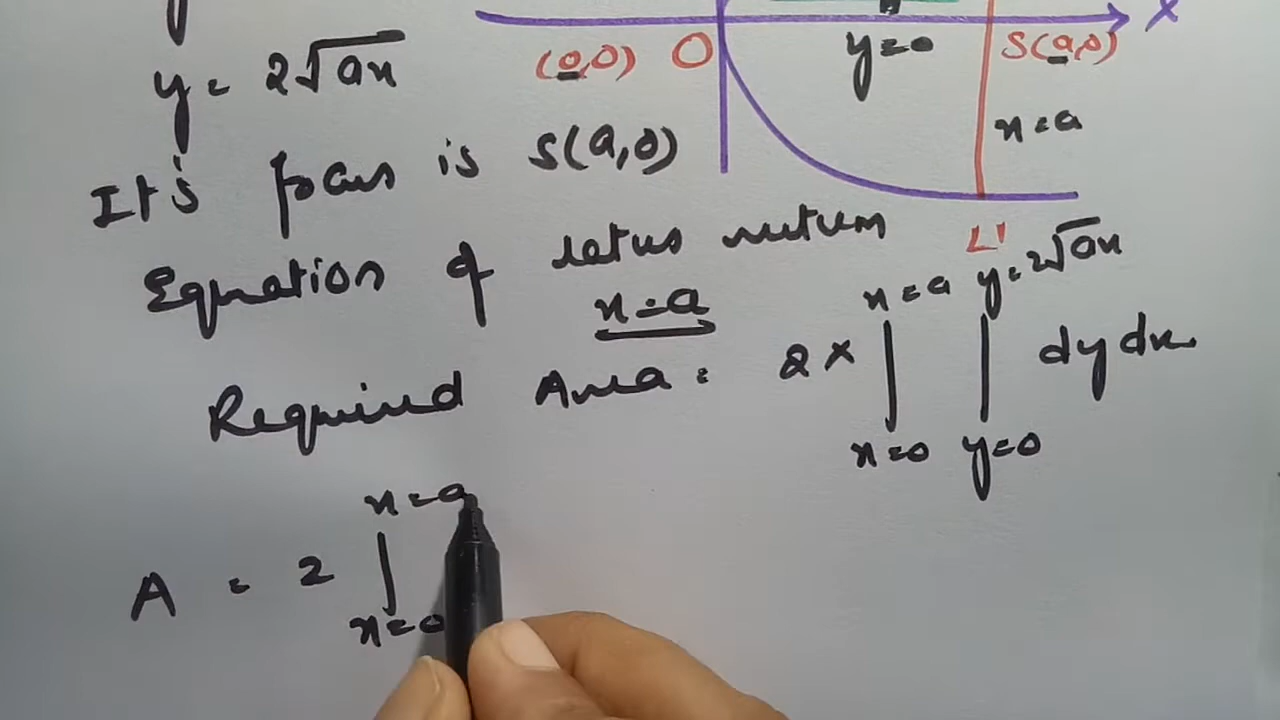 y = 2√ax
(0,0) O y=0 S(a,0) X
x=a
It's focus is S(a,0)
Equation of latus rectum
x=a
L'
Required Area = 2 × ∫_{x=0}^{x=a} ∫_{y=0}^{y=2√ax} dy dx
A = 2 ∫_{x=0}^{x=a}